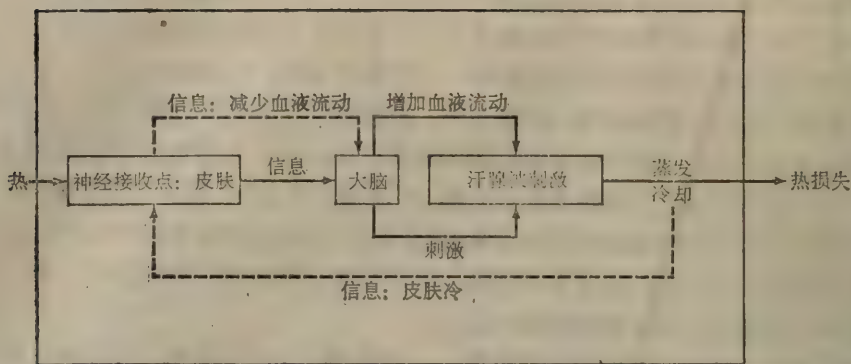 信息：减少血液流动
增加血液流动
热
神经接收点：皮肤
信息
大脑
汗腺被刺激
蒸发
冷却
热损失
刺激
信息：皮肤冷